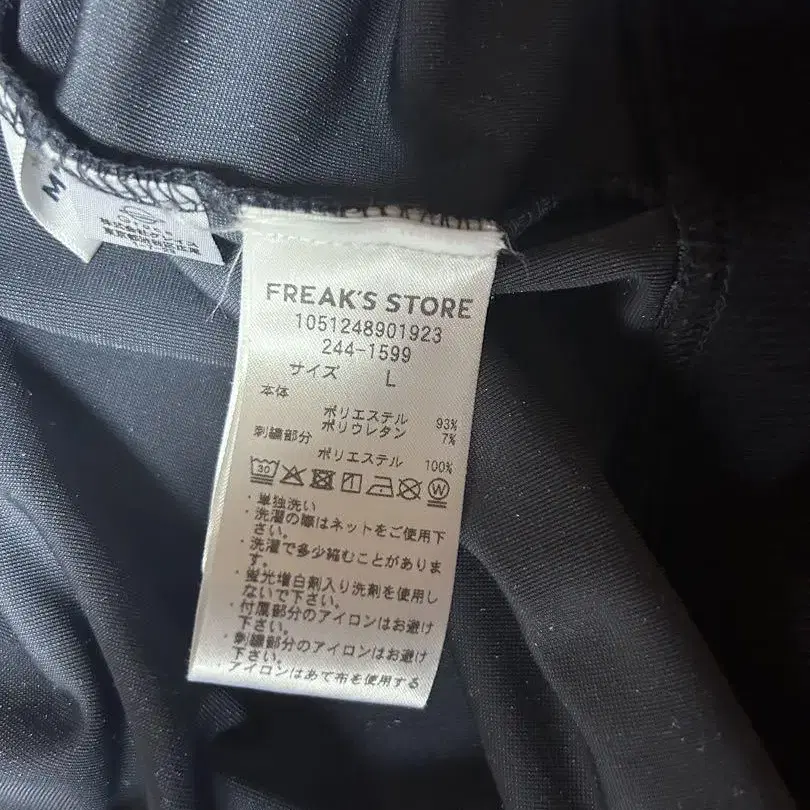 FREAK'S STORE
1051248901923
244-1599
サイズ L
本体
ポリエステル 93%
ポリウレタン 7%
刺繍部分
ポリエステル 100%
30
W
・単独洗い
・洗濯の際はネットをご使用下
さい。
・洗濯で多少縮むことがありま
す。
・蛍光増白剤入り洗剤を使用し
ないで下さい。
・付属部分のアイロンはお避け
下さい。
・刺繍部分のアイロンはお避け
下さい。
・アイロンはあて布を使用する
M